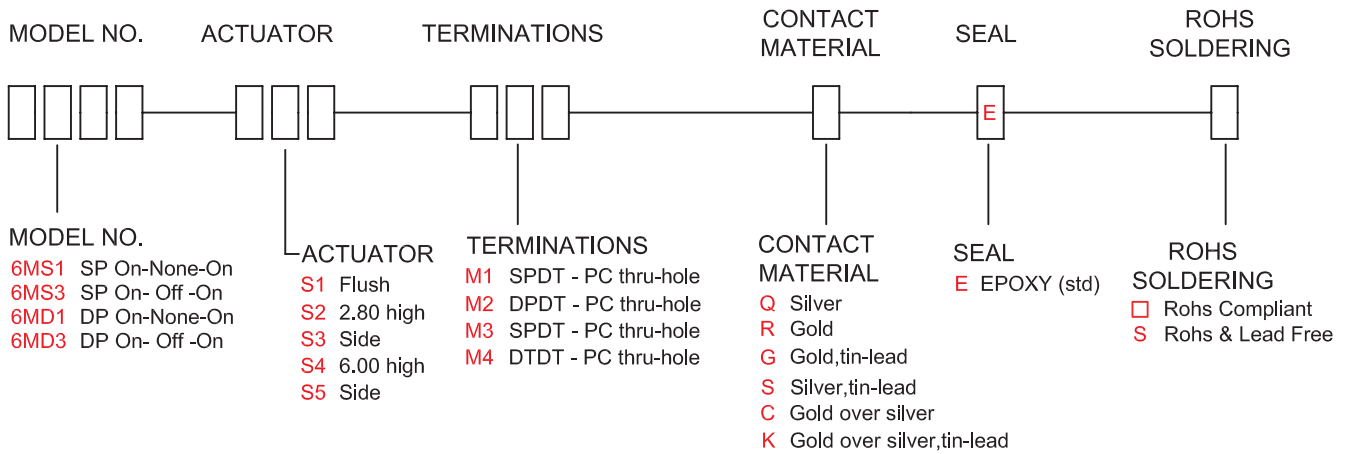 MODEL NO. ACTUATOR TERMINATIONS CONTACT MATERIAL SEAL ROHS SOLDERING
E
MODEL NO.
6MS1 SP On-None-On
6MS3 SP On- Off -On
6MD1 DP On-None-On
6MD3 DP On- Off -On
ACTUATOR
S1 Flush
S2 2.80 high
S3 Side
S4 6.00 high
S5 Side
TERMINATIONS
M1 SPDT - PC thru-hole
M2 DPDT - PC thru-hole
M3 SPDT - PC thru-hole
M4 DTDT - PC thru-hole
CONTACT
MATERIAL
Q Silver
R Gold
G Gold,tin-lead
S Silver,tin-lead
C Gold over silver
K Gold over silver,tin-lead
SEAL
E EPOXY (std)
ROHS
SOLDERING
Rohs Compliant
S Rohs & Lead Free